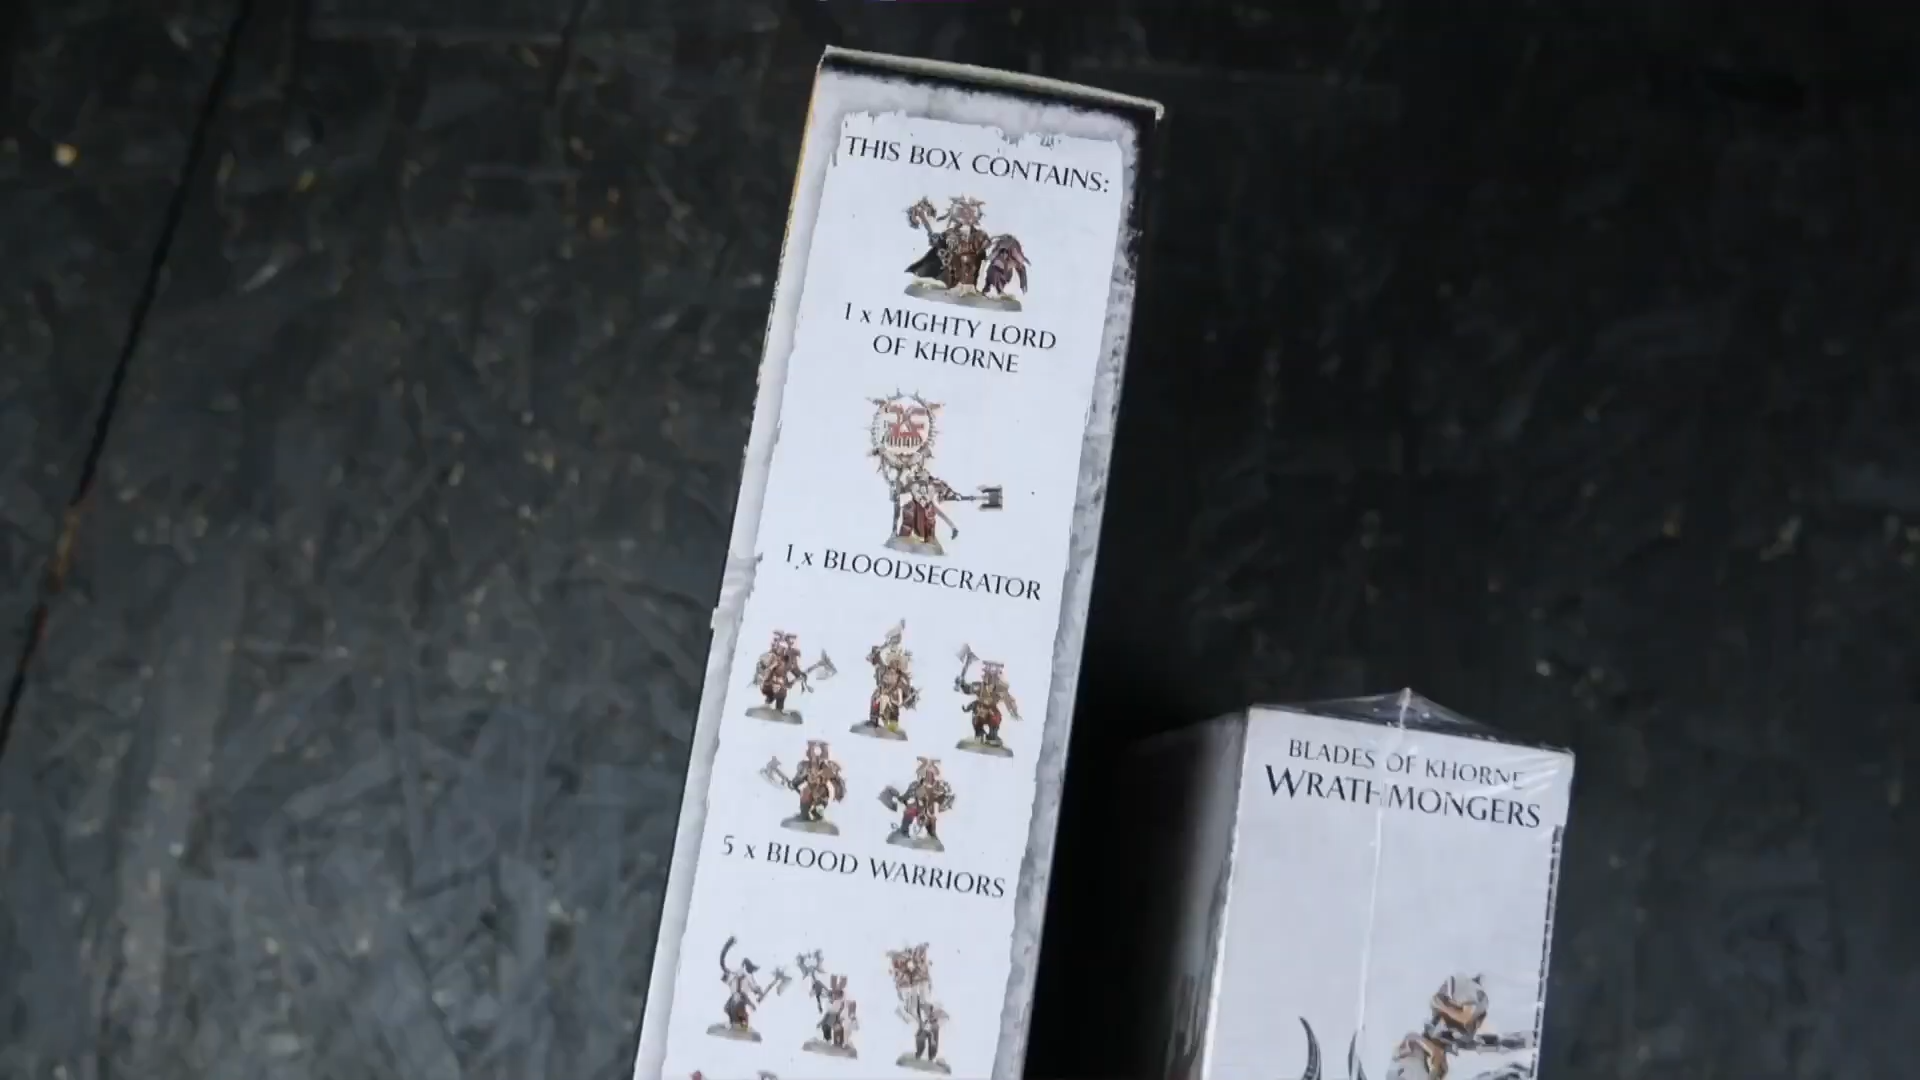 THIS BOX CONTAINS:
1 x MIGHTY LORD
OF KHORNE
1 x BLOODSECRATOR
5 x BLOOD WARRIORS
BLADES OF KHORNE
WRATHMONGERS